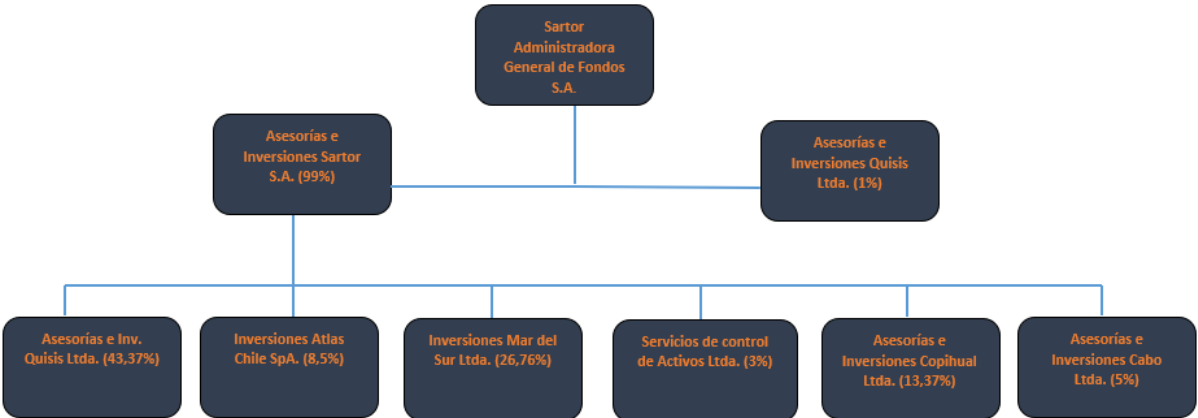 Sartor
Administradora
General de Fondos
S.A.
Asesorías e
Inversiones Sartor
S.A. (99%)
Asesorías e
Inversiones Quisis
Ltda. (1%)
Asesorías e Inv.
Quisis Ltda. (43,37%)
Inversiones Atlas
Chile SpA. (8,5%)
Inversiones Mar del
Sur Ltda. (26,76%)
Servicios de control
de Activos Ltda. (3%)
Asesorías e
Inversiones Copihual
Ltda. (13,37%)
Asesorías e
Inversiones Cabo
Ltda. (5%)